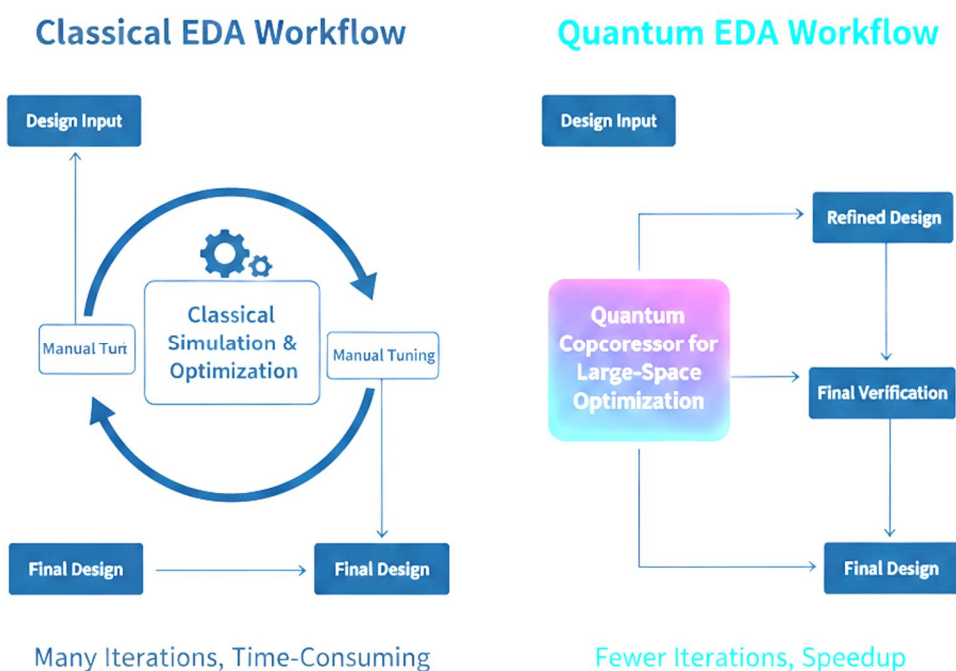 Classical EDA Workflow
Design Input
Classical
Simulation &
Optimization
Manual Turi
Manual Tuning
Final Design
Final Design
Many Iterations, Time-Consuming
Quantum EDA Workflow
Design Input
Refined Design
Quantum
Copcoressor for
Large-Space
Optimization
Final Verification
Final Design
Fewer Iterations, Speedup